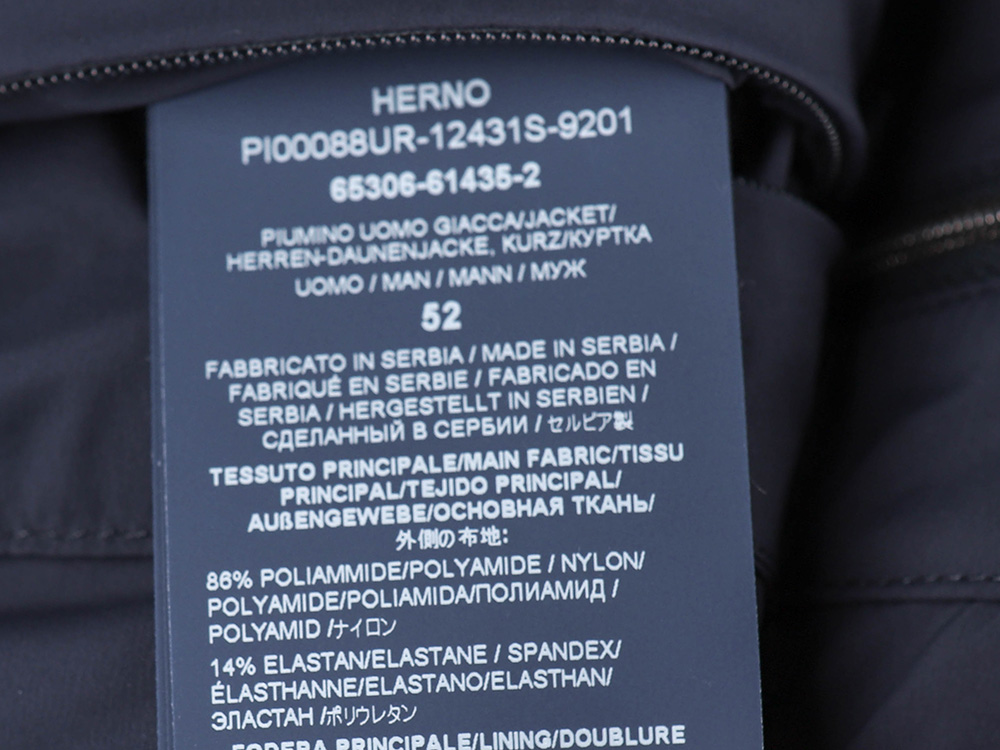 HERNO
PI00088UR-12431S-9201
65306-61435-2
PIUMINO UOMO GIACCA/JACKET/
HERREN-DAUNENJACKE, KURZ/КУРТКА
UOMO / MAN / MANN / МУЖ
52
FABBRICATO IN SERBIA / MADE IN SERBIA /
FABRIQUÉ EN SERBIE / FABRICADO EN
SERBIA / HERGESTELLT IN SERBIEN /
СДЕЛАННЫЙ В СЕРБИИ / セルビア製
TESSUTO PRINCIPALE/MAIN FABRIC/TISSU
PRINCIPAL/TEJIDO PRINCIPAL/
AUßENGEWEBE/ОСНОВНАЯ ТКАНЬ/
外側の布地:
86% POLIAMMIDE/POLYAMIDE / NYLON/
POLYAMIDE/POLIAMIDA/ПОЛИАМИД /
POLYAMID /ナイロン
14% ELASTAN/ELASTANE / SPANDEX/
ÉLASTHANNE/ELASTANO/ELASTHAN/
ЭЛАСТАН /ポリウレタン
FODERA PRINCIPALE/LINING/DOUBLURE